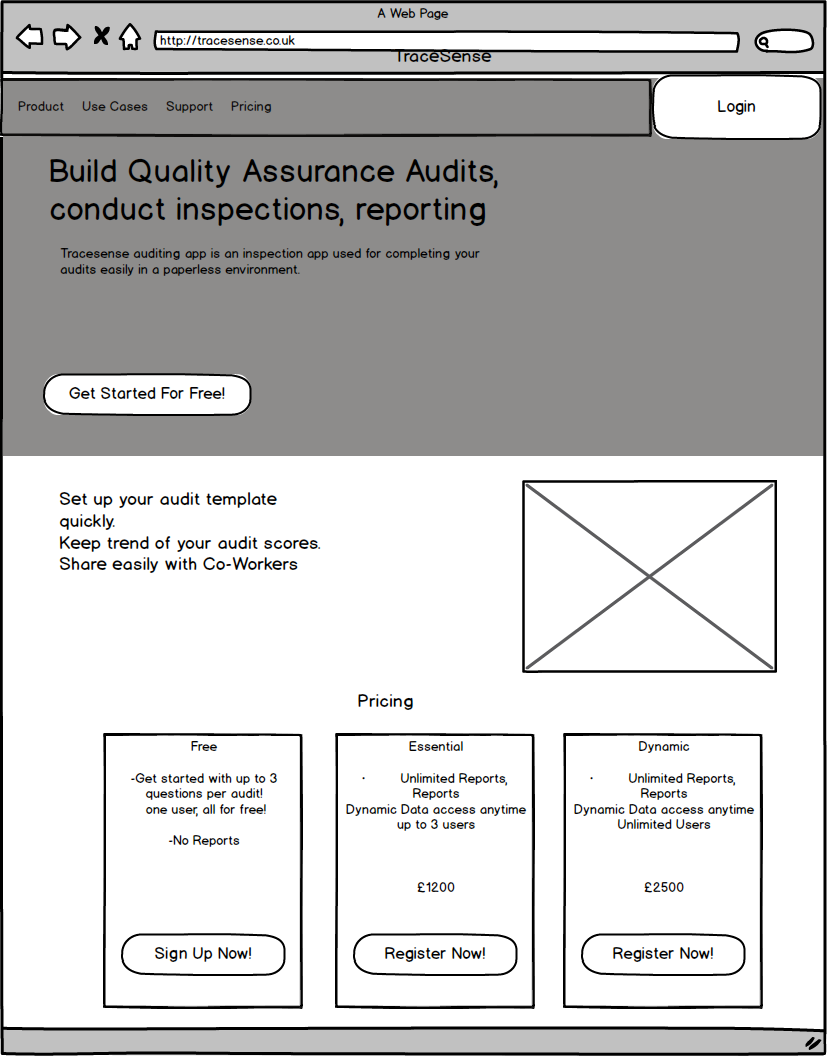 A Web Page
http://tracesense.co.uk
TraceSense
Product Use Cases Support Pricing
Login
Build Quality Assurance Audits,
conduct inspections, reporting
Tracesense auditing app is an inspection app used for completing your
audits easily in a paperless environment.
Get Started For Free!
Set up your audit template
quickly.
Keep trend of your audit scores.
Share easily with Co-Workers
Pricing
Free
-Get started with up to 3
questions per audit!
one user, all for free!
-No Reports
Sign Up Now!
Essential
· Unlimited Reports,
Reports
Dynamic Data access anytime
up to 3 users
£1200
Register Now!
Dynamic
· Unlimited Reports,
Reports
Dynamic Data access anytime
Unlimited Users
£2500
Register Now!